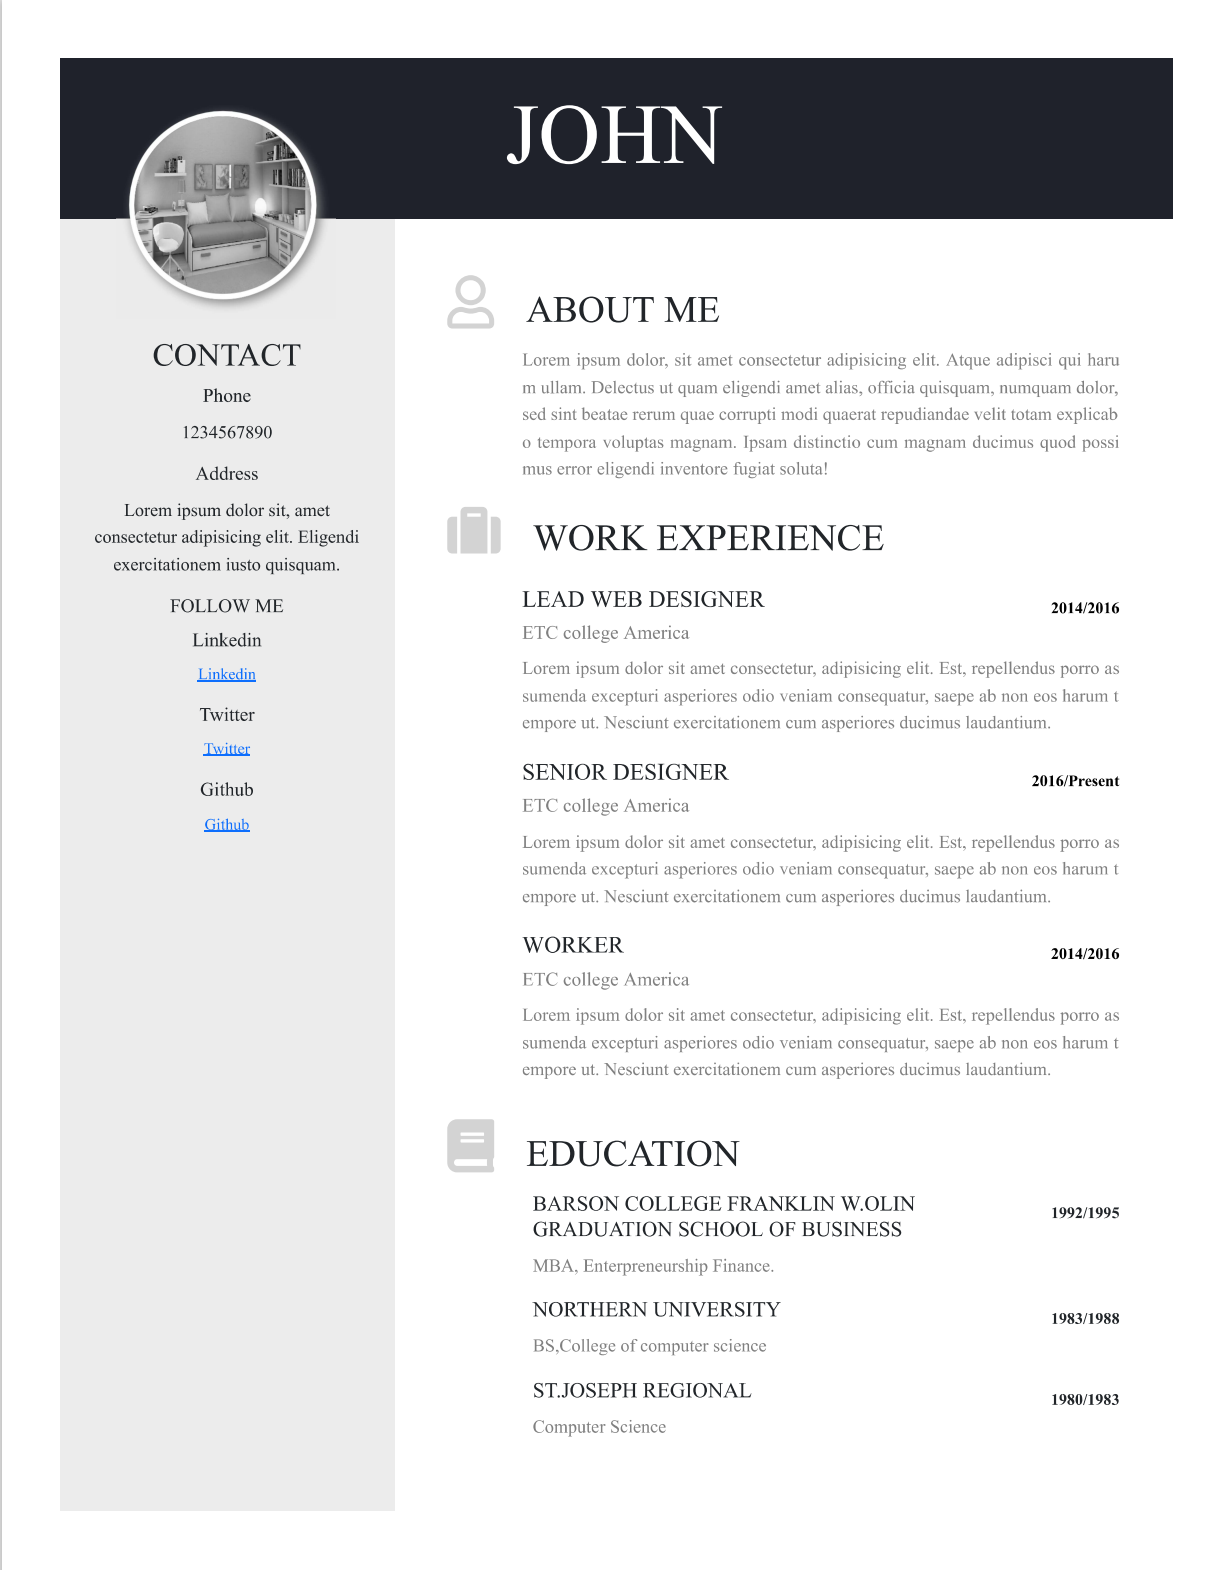 JOHN
CONTACT
Phone
1234567890
Address
Lorem ipsum dolor sit, amet
consectetur adipisicing elit. Eligendi
exercitationem iusto quisquam.
FOLLOW ME
Linkedin
Linkedin
Twitter
Twitter
Github
Github
ABOUT ME
Lorem ipsum dolor, sit amet consectetur adipisicing elit. Atque adipisci qui haru
m ullam. Delectus ut quam eligendi amet alias, officia quisquam, numquam dolor,
sed sint beatae rerum quae corrupti modi quaerat repudiandae velit totam explicab
o tempora voluptas magnam. Ipsam distinctio cum magnam ducimus quod possi
mus error eligendi inventore fugiat soluta!
WORK EXPERIENCE
LEAD WEB DESIGNER
2014/2016
ETC college America
Lorem ipsum dolor sit amet consectetur, adipisicing elit. Est, repellendus porro as
sumenda excepturi asperiores odio veniam consequatur, saepe ab non eos harum t
empore ut. Nesciunt exercitationem cum asperiores ducimus laudantium.
SENIOR DESIGNER
2016/Present
ETC college America
Lorem ipsum dolor sit amet consectetur, adipisicing elit. Est, repellendus porro as
sumenda excepturi asperiores odio veniam consequatur, saepe ab non eos harum t
empore ut. Nesciunt exercitationem cum asperiores ducimus laudantium.
WORKER
2014/2016
ETC college America
Lorem ipsum dolor sit amet consectetur, adipisicing elit. Est, repellendus porro as
sumenda excepturi asperiores odio veniam consequatur, saepe ab non eos harum t
empore ut. Nesciunt exercitationem cum asperiores ducimus laudantium.
EDUCATION
BARSON COLLEGE FRANKLIN W.OLIN
GRADUATION SCHOOL OF BUSINESS
1992/1995
MBA, Enterpreneurship Finance.
NORTHERN UNIVERSITY
1983/1988
BS,College of computer science
ST.JOSEPH REGIONAL
1980/1983
Computer Science